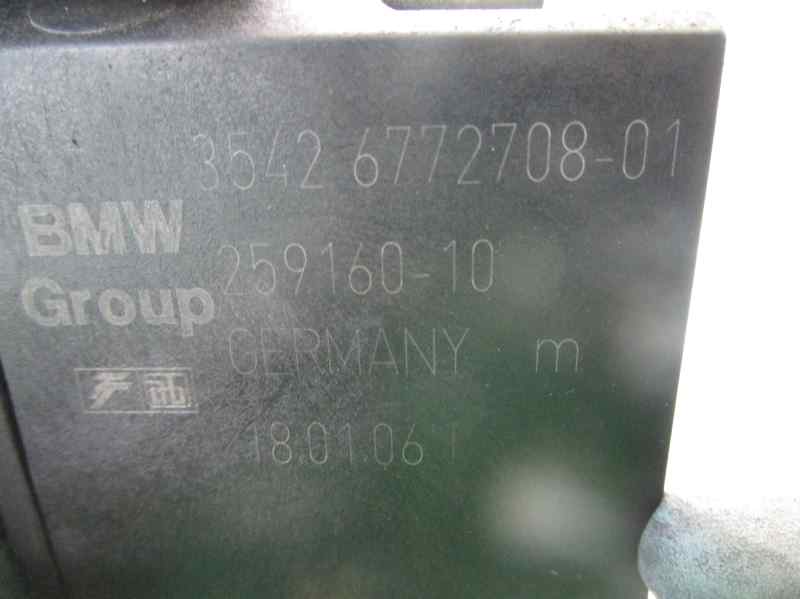 3542 6772708-01
BMW
Group
259160-10
GERMANY m
18.01.06 1